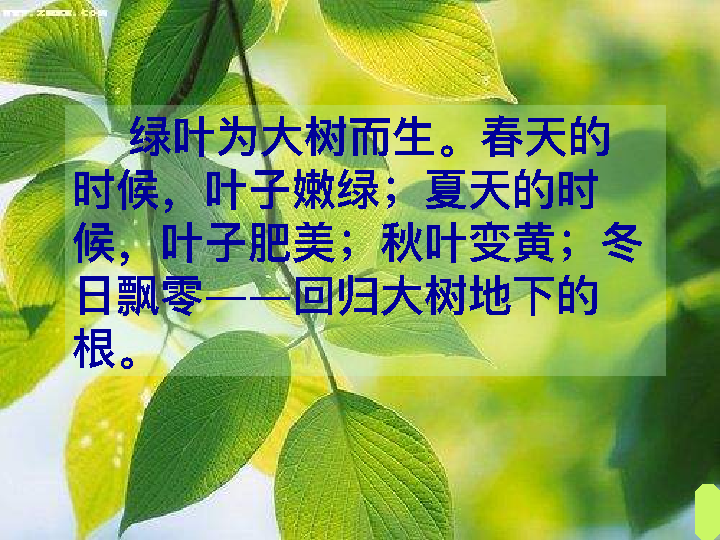 绿叶为大树而生。春天的
时候，叶子嫩绿；夏天的时
候，叶子肥美；秋叶变黄；冬
日飘零——回归大树地下的
根。